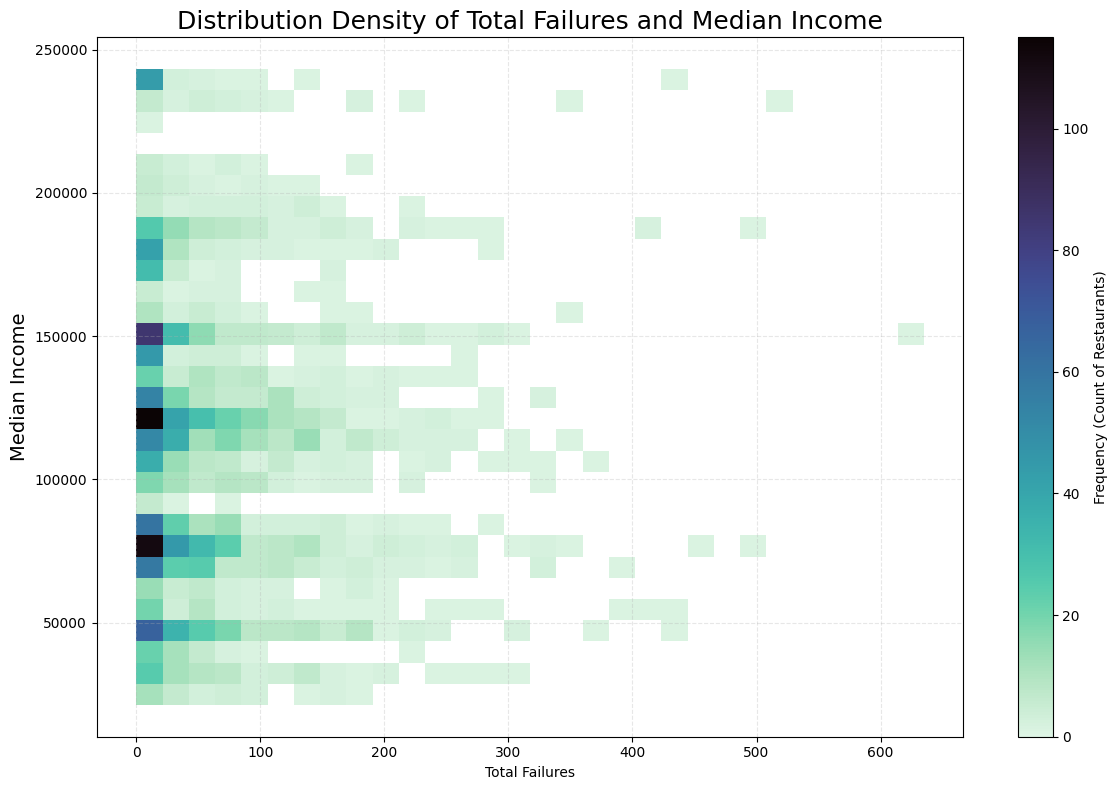 Distribution Density of Total Failures and Median Income
250000
200000
150000
100000
50000
Median Income
0 100 200 300 400 500 600
Total Failures
100
80
60
40
20
0
Frequency (Count of Restaurants)